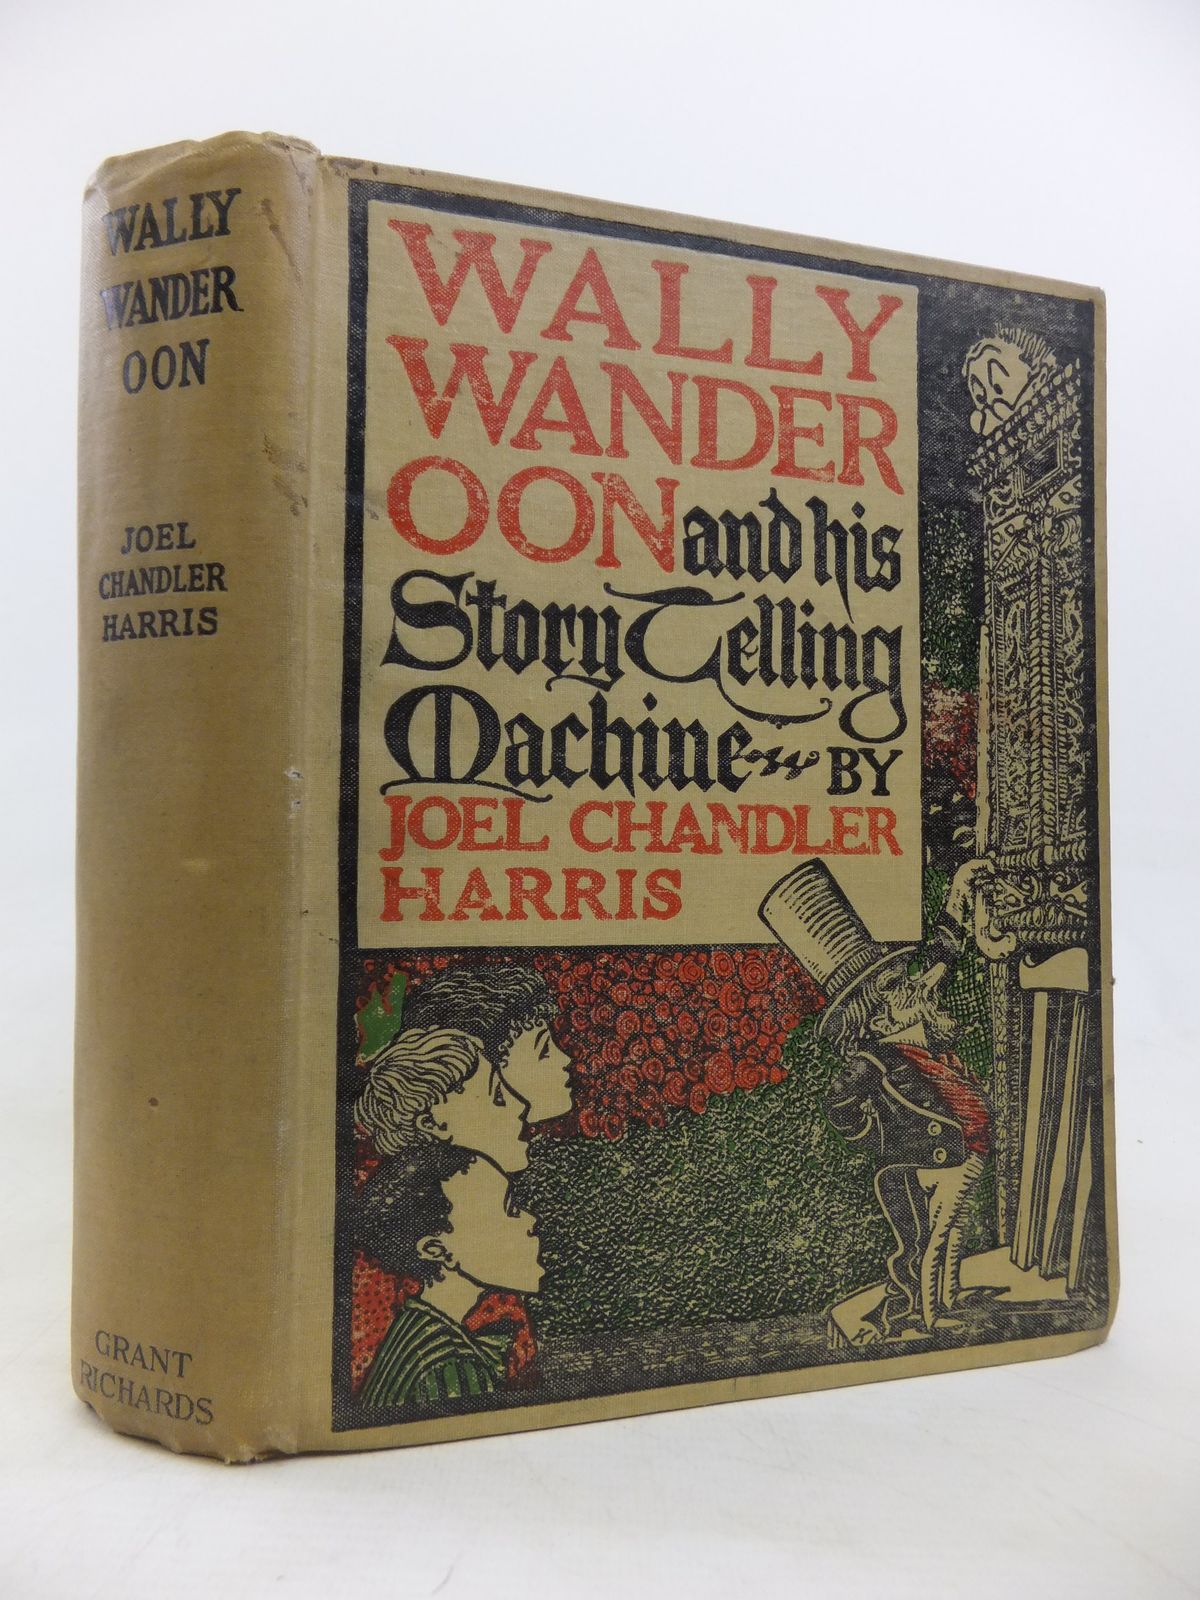 WALLY
WANDER
OON
JOEL
CHANDLER
HARRIS
GRANT
RICHARDS
WALLY
WANDER
OON and his
Story Telling
Machine BY
JOEL CHANDLER
HARRIS
K